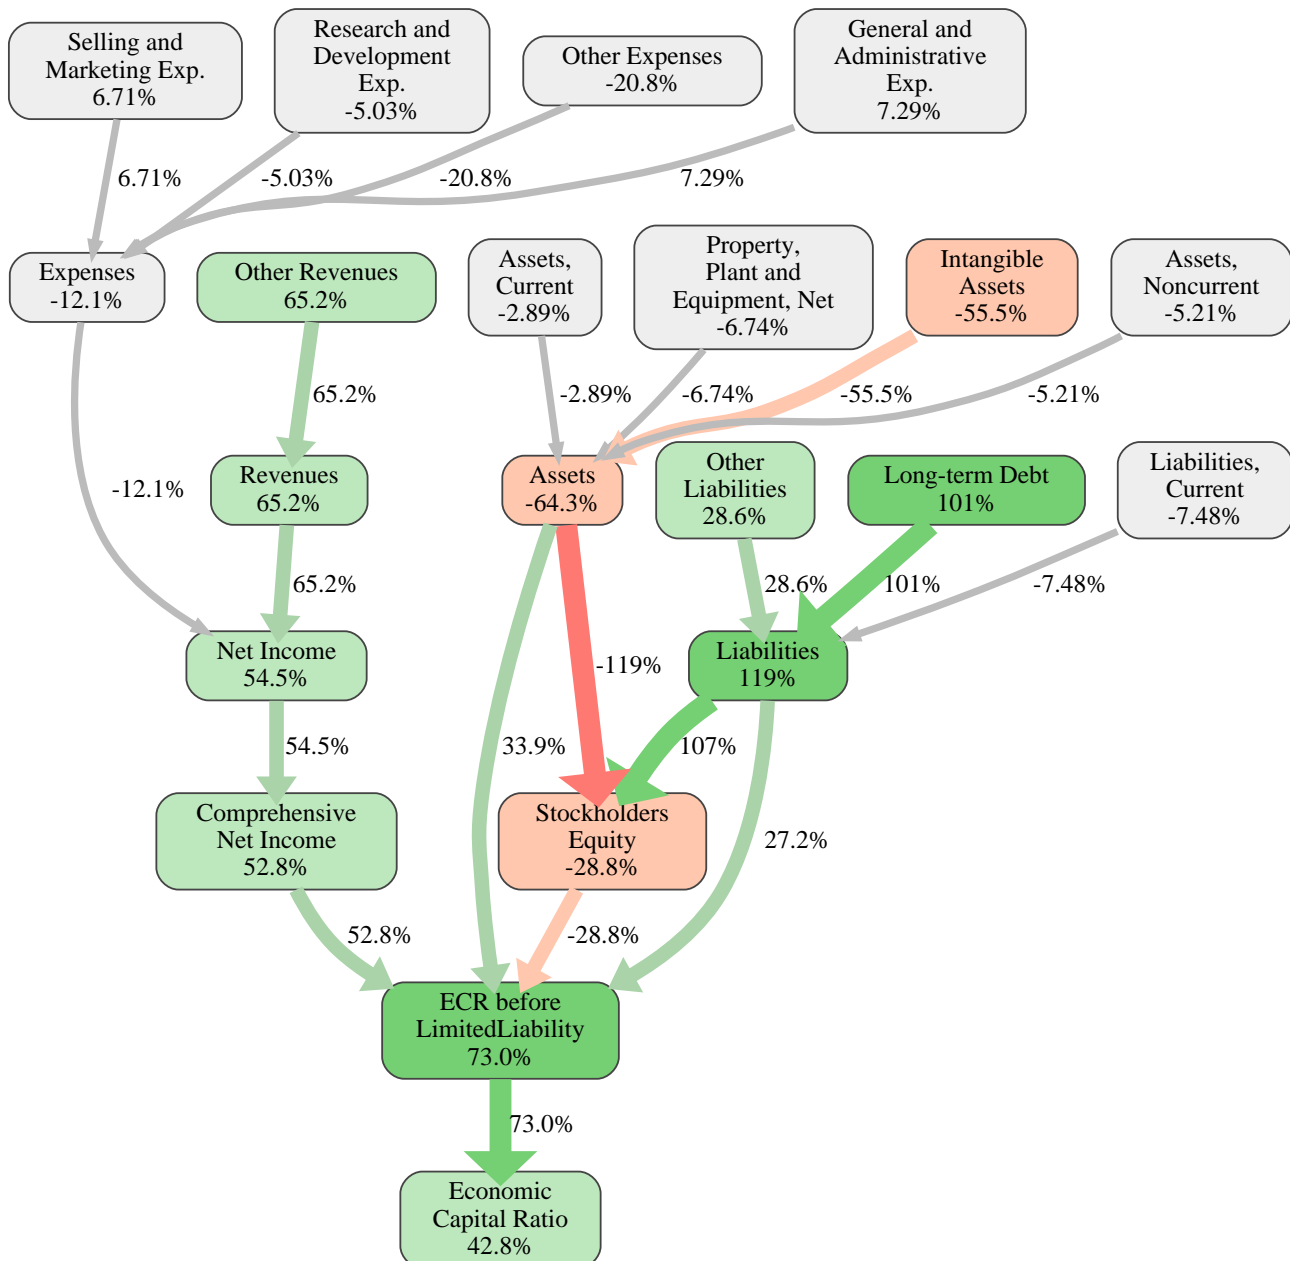 Selling and
Marketing Exp.
6.71%
Research and
Development
Exp.
-5.03%
Other Expenses
-20.8%
General and
Administrative
Exp.
7.29%
6.71%
-5.03%
-20.8%
7.29%
Expenses
-12.1%
Other Revenues
65.2%
Assets,
Current
-2.89%
Property,
Plant and
Equipment, Net
-6.74%
Intangible
Assets
-55.5%
Assets,
Noncurrent
-5.21%
65.2%
-2.89%
-6.74%
-55.5%
-5.21%
-12.1%
Revenues
65.2%
Assets
-64.3%
Other
Liabilities
28.6%
Long-term Debt
101%
Liabilities,
Current
-7.48%
65.2%
28.6%
101%
-7.48%
Net Income
54.5%
-119%
Liabilities
119%
54.5%
33.9%
107%
Comprehensive
Net Income
52.8%
Stockholders
Equity
-28.8%
27.2%
52.8%
-28.8%
ECR before
LimitedLiability
73.0%
73.0%
Economic
Capital Ratio
42.8%